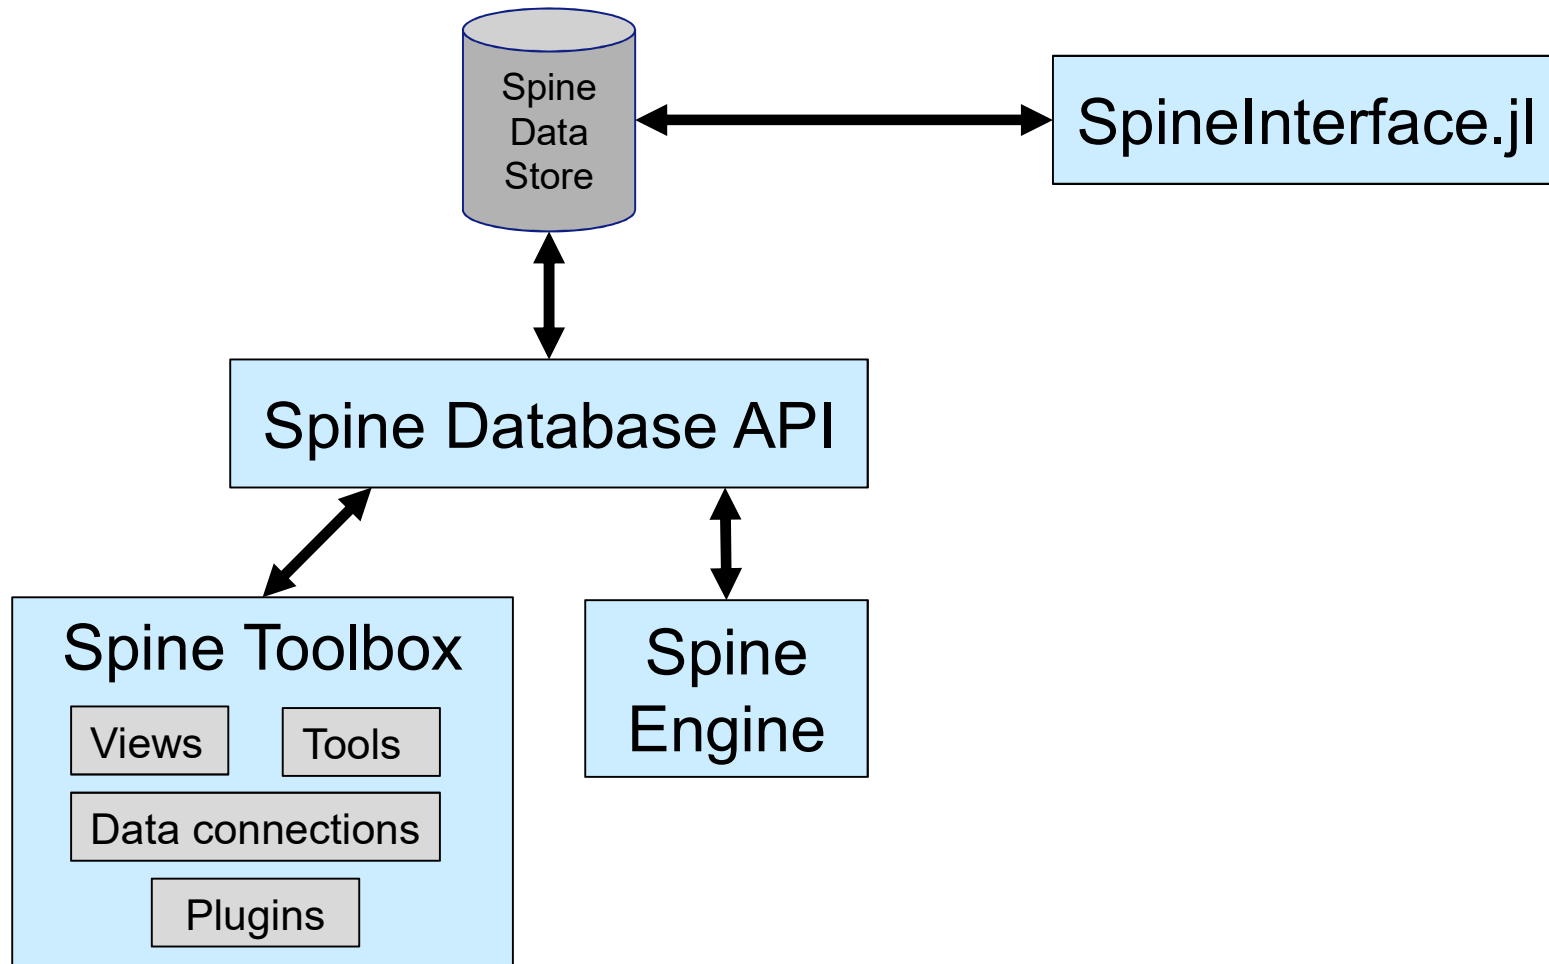 Spine
Data
Store
SpineInterface.jl
Spine Database API
Spine Toolbox
Views
Tools
Data connections
Plugins
Spine
Engine